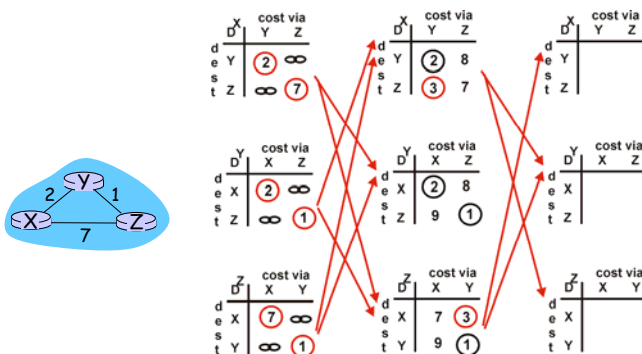 X cost via
D Y Z
d e s t
Y 2 ∞
Z ∞ 7
X cost via
D Y Z
d e s t
Y 2 8
Z 3 7
X cost via
D Y Z
d e s t
Y
Z
Y
2 1
X Z
7
Y cost via
D X Z
d e s t
X 2 ∞
Z ∞ 1
Y cost via
D X Z
d e s t
X 2 8
Z 9 1
Y cost via
D X Z
d e s t
X
Z
Z cost via
D X Y
d e s t
X 7 ∞
Y ∞ 1
Z cost via
D X Y
d e s t
X 7 3
Y 9 1
Z cost via
D X Y
d e s t
X
Y